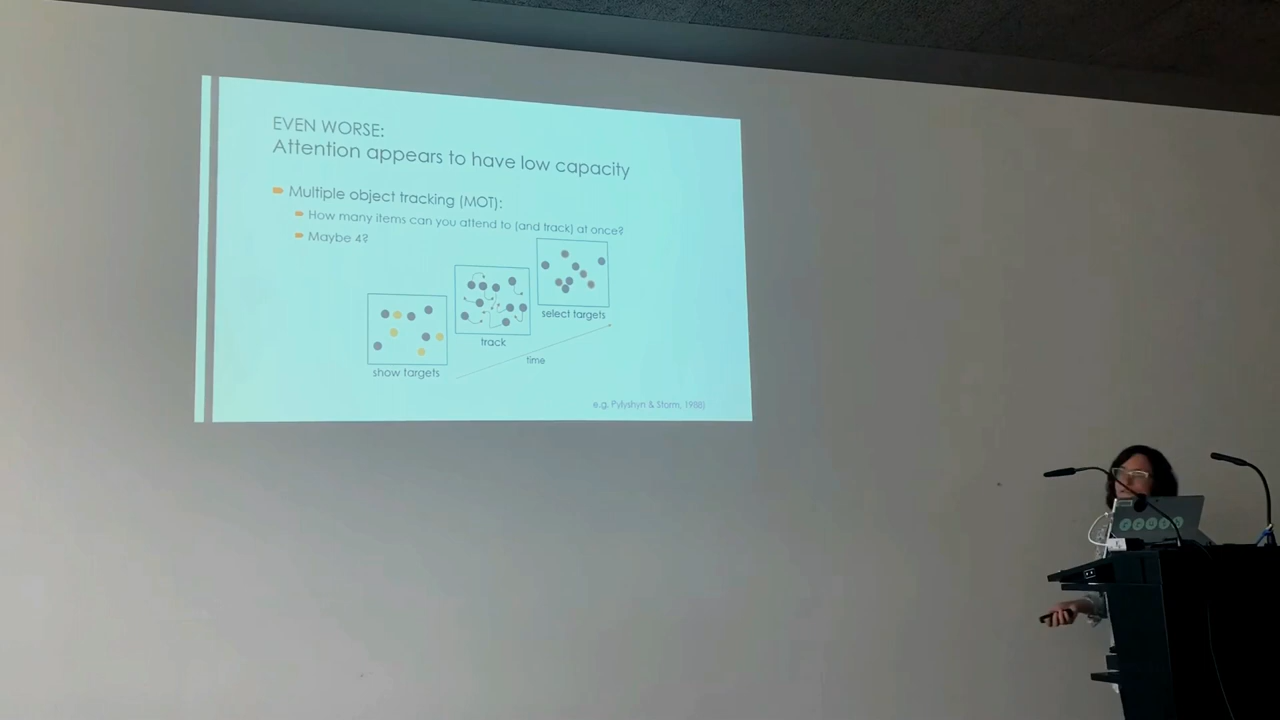 EVEN WORSE:
Attention appears to have low capacity
Multiple object tracking (MOT):
How many items can you attend to (and track) at once?
Maybe 4?
select targets
track
time
show targets
e.g. Pylyshyn & Storm, 1988)